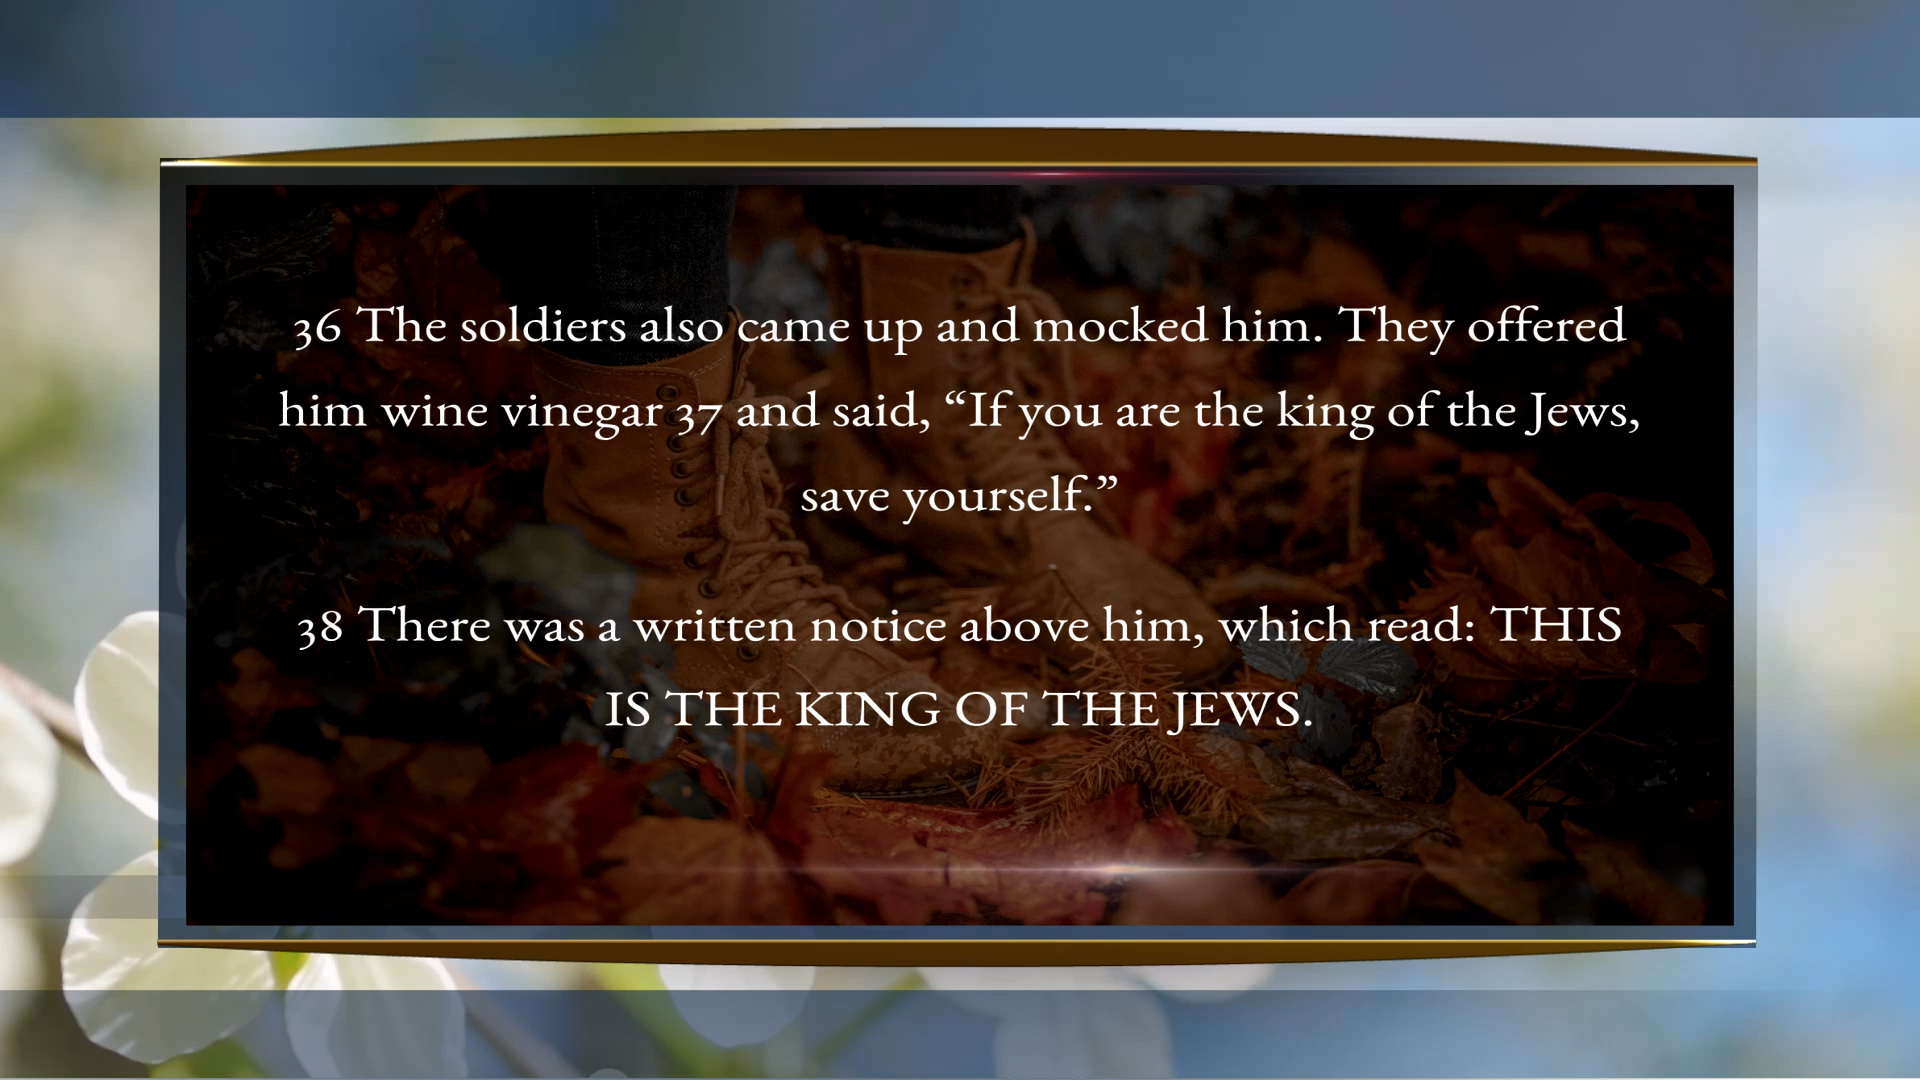 36 The soldiers also came up and mocked him. They offered
him wine vinegar 37 and said, “If you are the king of the Jews,
save yourself.”
38 There was a written notice above him, which read: THIS
IS THE KING OF THE JEWS.